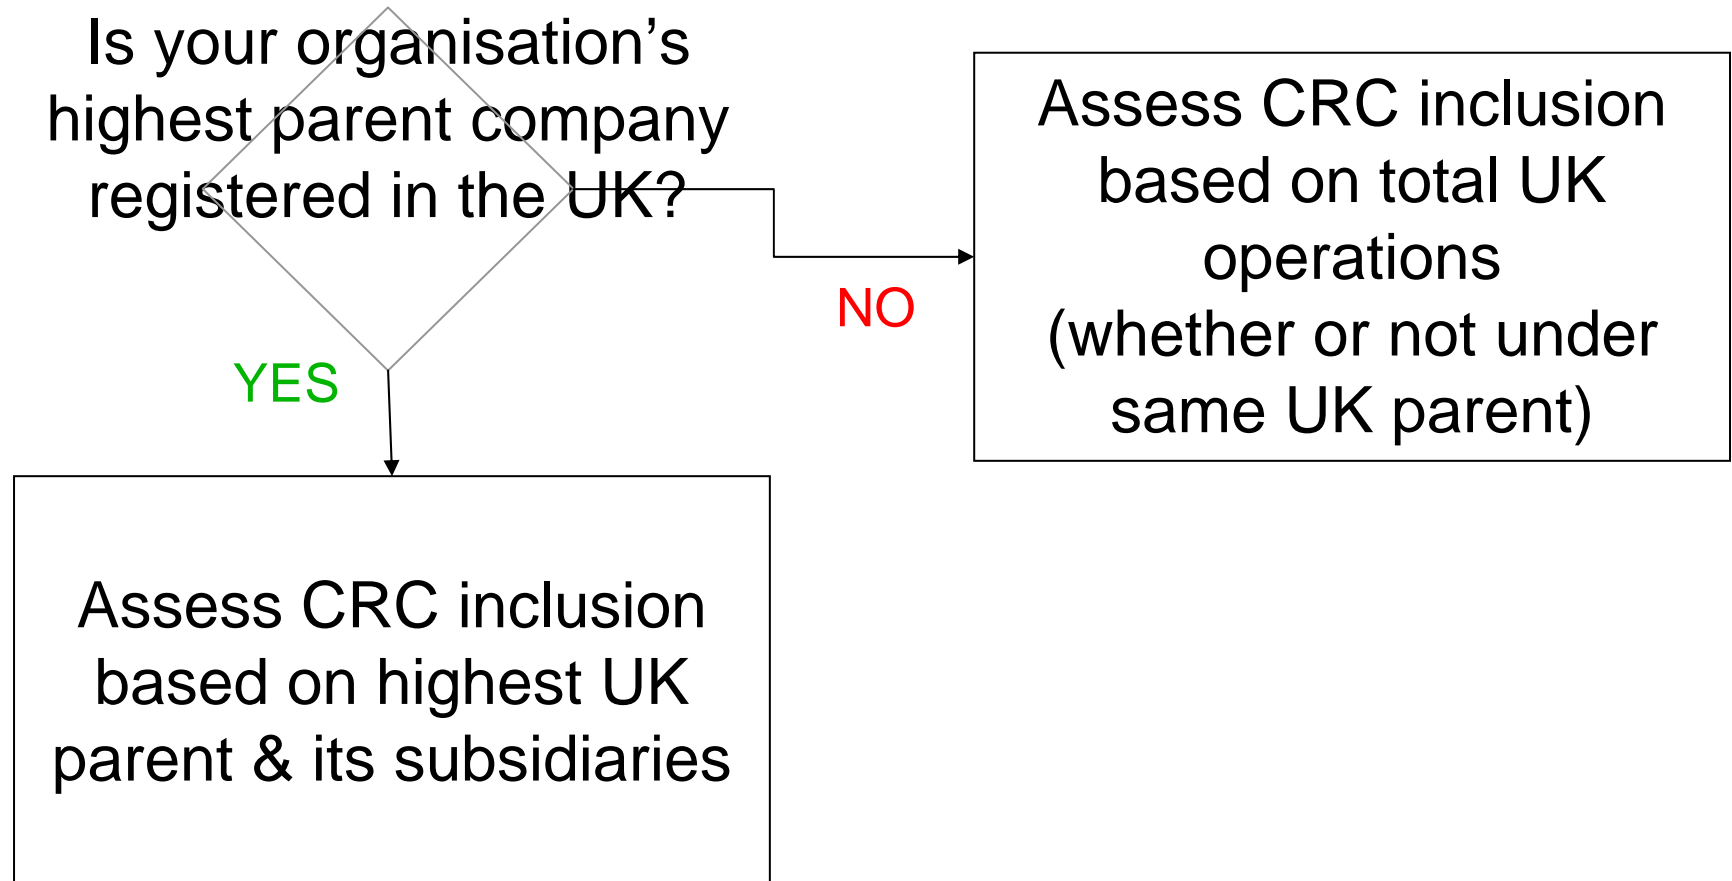 Is your organisation’s
highest parent company
registered in the UK?
Assess CRC inclusion
based on total UK
operations
(whether or not under
same UK parent)
NO
YES
Assess CRC inclusion
based on highest UK
parent & its subsidiaries